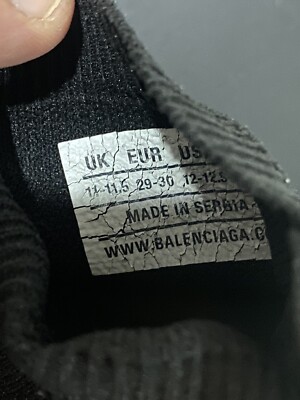 UK EUR US
11-11,5 29-30 12-12,5
MADE IN SERBIA
WWW.BALENCIAGA.C